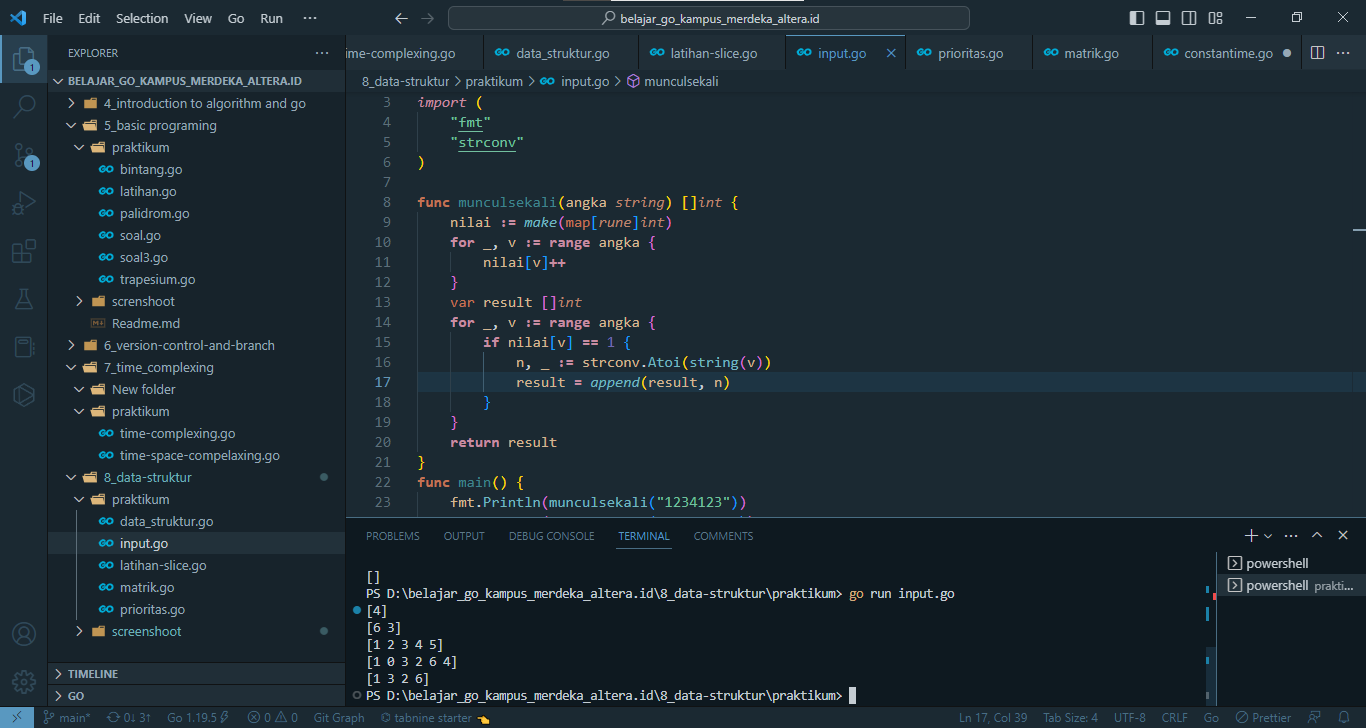 File Edit Selection View Go Run ··· belajar_go_kampus_merdeka_altera.id
EXPLORER ···
BELAJAR_GO_KAMPUS_MERDEKA_ALTERA.ID
4_introduction to algorithm and go
5_basic programing
praktikum
bintang.go
latihan.go
palidrom.go
soal.go
soal3.go
trapesium.go
screnshoot
Readme.md
6_version-control-and-branch
7_time_complexing
New folder
praktikum
time-complexing.go
time-space-compelaxing.go
8_data-struktur
praktikum
data_struktur.go
input.go
latihan-slice.go
matrik.go
prioritas.go
screenshoot
TIMELINE
GO
ime-complexing.go data_struktur.go latihan-slice.go input.go prioritas.go matrik.go constantime.go
8_data-struktur > praktikum > input.go > munculsekali
3 import (
4 "fmt"
5 "strconv"
6 )
7
8 func munculsekali(angka string) []int {
9 nilai := make(map[rune]int)
10 for _, v := range angka {
11 nilai[v]++
12 }
13 var result []int
14 for _, v := range angka {
15 if nilai[v] == 1 {
16 n, _ := strconv.Atoi(string(v))
17 result = append(result, n)
18 }
19 }
20 return result
21 }
22 func main() {
23 fmt.Println(munculsekali("1234123"))
PROBLEMS OUTPUT DEBUG CONSOLE TERMINAL COMMENTS
[]
PS D:\belajar_go_kampus_merdeka_altera.id\8_data-struktur\praktikum> go run input.go
[4]
[6 3]
[1 2 3 4 5]
[1 0 3 2 6 4]
[1 3 2 6]
PS D:\belajar_go_kampus_merdeka_altera.id\8_data-struktur\praktikum>
powershell
powershell prakti...
1
1
main* 0↓ 3↑ Go 1.19.5 0 0 Git Graph tabnine starter Ln 17, Col 39 Tab Size: 4 UTF-8 CRLF Go Prettier